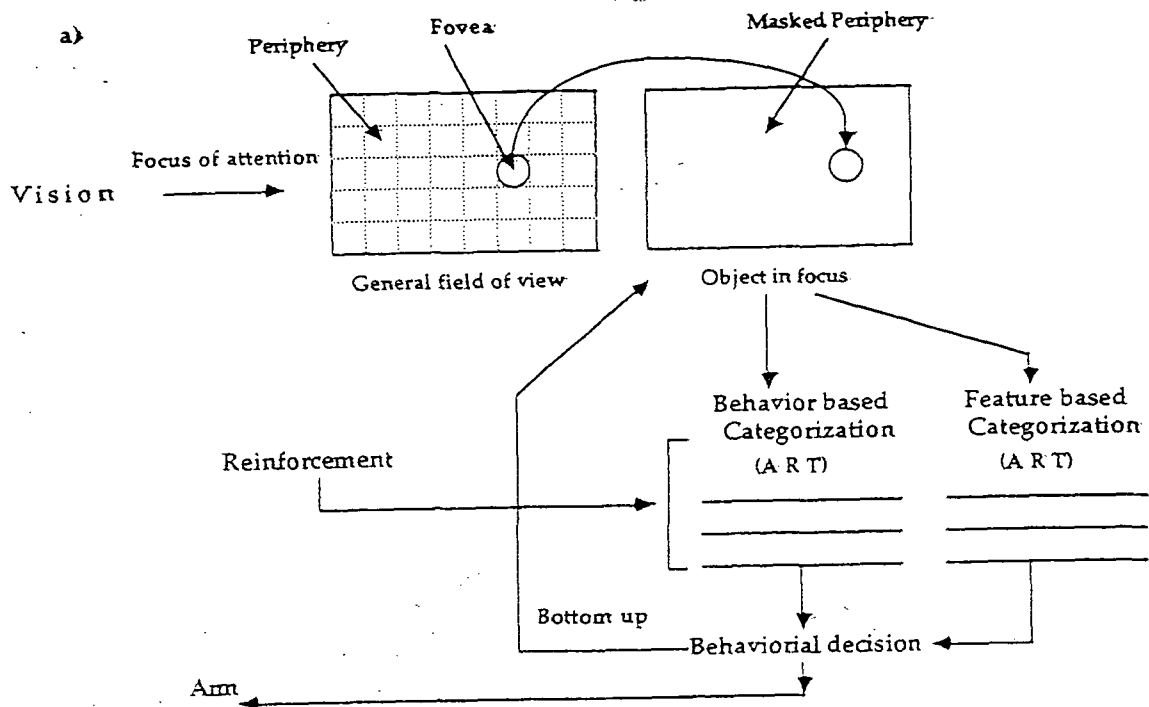 a)
Periphery
Fovea
Masked Periphery
Focus of attention
Vision
General field of view
Object in focus
Behavior based
Categorization
(A R T)
Feature based
Categorization
(A R T)
Reinforcement
Bottom up
Behaviorial decision
Arm